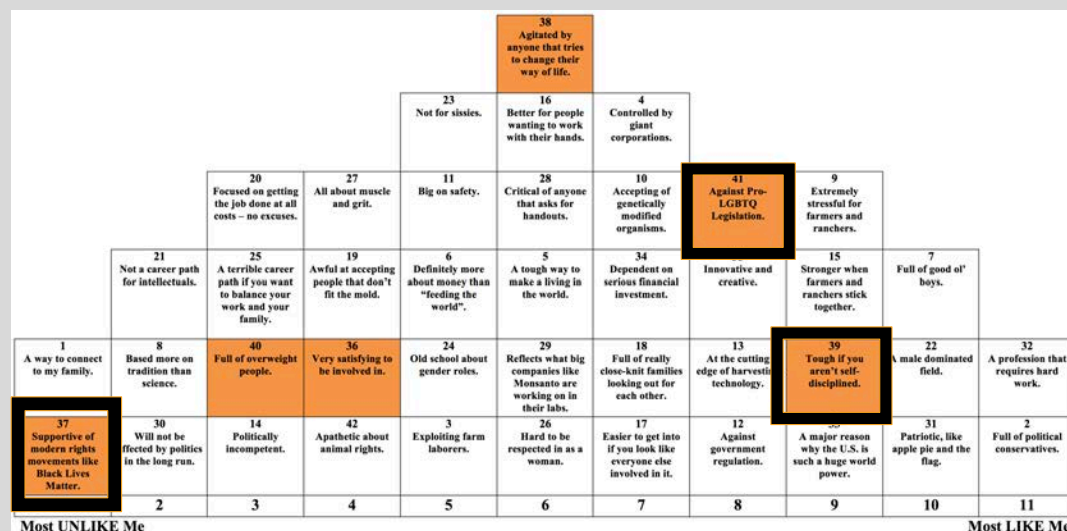 38
Agitated by
anyone that tries
to change their
way of life.
23
Not for sissies.
16
Better for people
wanting to work
with their hands.
4
Controlled by
giant
corporations.
20
Focused on getting
the job done at all
costs – no excuses.
27
All about muscle
and grit.
11
Big on safety.
28
Critical of anyone
that asks for
handouts.
10
Accepting of
genetically
modified
organisms.
41
Against Pro-
LGBTQ
Legislation.
9
Extremely
stressful for
farmers and
ranchers.
21
Not a career path
for intellectuals.
25
A terrible career
path if you want
to balance your
work and your
family.
19
Awful at accepting
people that don't
fit the mold.
6
Definitely more
about money than
“feeding the
world”.
5
A tough way to
make a living in
the world.
34
Dependent on
serious financial
investment.
Innovative and
creative.
15
Stronger when
farmers and
ranchers stick
together.
7
Full of good ol'
boys.
1
A way to connect
to my family.
8
Based more on
tradition than
science.
40
Full of overweight
people.
36
Very satisfying to
be involved in.
24
Old school about
gender roles.
29
Reflects what big
companies like
Monsanto are
working on in
their labs.
18
Full of really
close-knit families
looking out for
each other.
13
At the cutting
edge of harvesting
technology.
39
Tough if you
aren't self-
disciplined.
22
A male dominated
field.
32
A profession that
requires hard
work.
37
Supportive of
modern rights
movements like
Black Lives
Matter.
30
Will not be
effected by politics
in the long run.
14
Politically
incompetent.
42
Apathetic about
animal rights.
3
Exploiting farm
laborers.
26
Hard to be
respected in as a
woman.
17
Easier to get into
if you look like
everyone else
involved in it.
12
Against
government
regulation.
A major reason
why the U.S. is
such a huge world
power.
31
Patriotic, like
apple pie and the
flag.
2
Full of political
conservatives.
2 3 4 5 6 7 8 9 10 11
Most UNLIKE Me Most LIKE Me